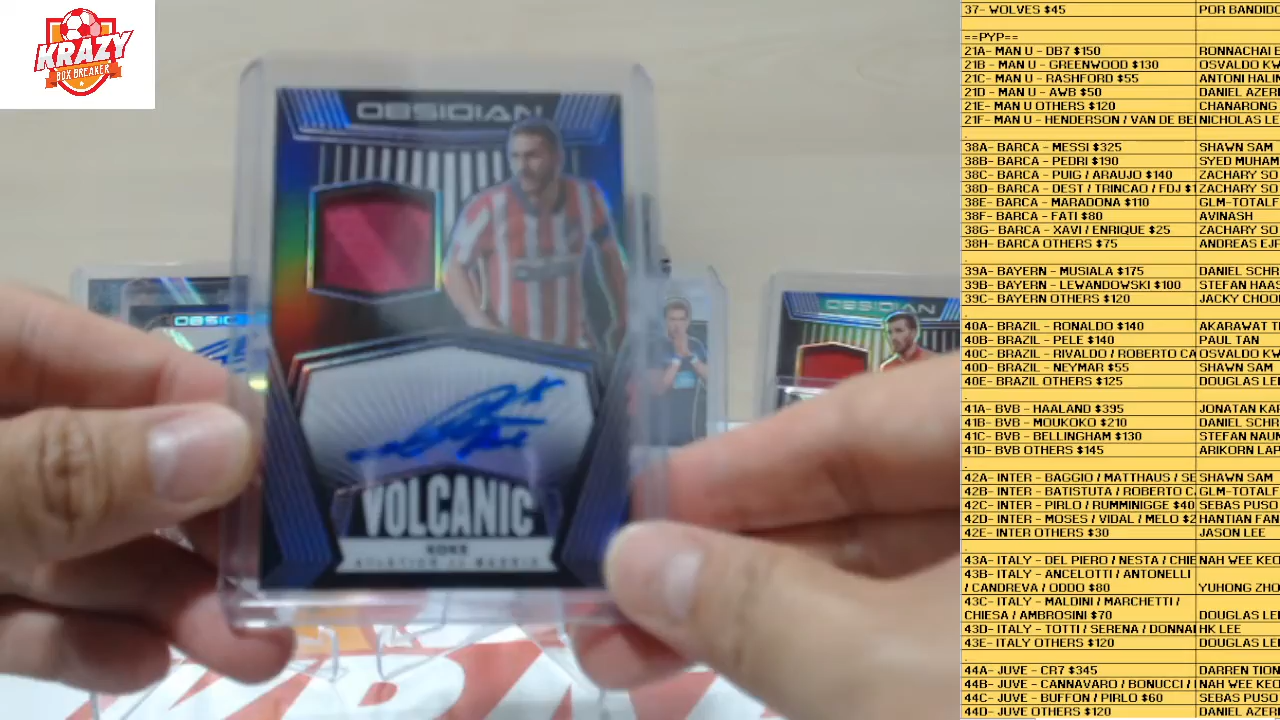 KRAZY
BOX BREAKER
OBSIDIAN
VOLCANIC
KOKE
ATLETICO DE MADRID
OBSIDIAN
37- WOLVES $45 POR BANDIDO
==PYP==
21A- MAN U - DB7 $150 RONNACHAI
21B - MAN U - GREENWOOD $130 OSVALDO KW
21C- MAN U - RASHFORD $55 ANTONI HALIN
21D - MAN U - AWB $50 DANIEL AZER
21E- MAN U OTHERS $120 CHANARONG
21F- MAN U - HENDERSON / VAN DE BE NICHOLAS LE
38A- BARCA - MESSI $325 SHAWN SAM
38B- BARCA - PEDRI $190 SYED MUHAM
38C- BARCA - PUIG / ARAUJO $140 ZACHARY SO
38D- BARCA - DEST / TRINCAO / FDJ $1 ZACHARY SO
38E- BARCA - MARADONA $110 GLM-TOTALF
38F- BARCA - FATI $80 AVINASH
38G- BARCA - XAVI / ENRIQUE $25 ZACHARY SO
38H- BARCA OTHERS $75 ANDREAS EJF
39A- BAYERN - MUSIALA $175 DANIEL SCHR
39B- BAYERN - LEWANDOWSKI $100 STEFAN HAAS
39C- BAYERN OTHERS $120 JACKY CHOO
40A- BRAZIL - RONALDO $140 AKARAWAT T
40B- BRAZIL - PELE $140 PAUL TAN
40C- BRAZIL - RIVALDO / ROBERTO CA OSVALDO KW
40D- BRAZIL - NEYMAR $55 SHAWN SAM
40E- BRAZIL OTHERS $125 DOUGLAS LE
41A- BVB - HAALAND $395 JONATAN KA
41B- BVB - MOUKOKO $210 DANIEL SCHR
41C- BVB - BELLINGHAM $130 STEFAN NAUN
41D- BVB OTHERS $145 ARIKORN LAP
42A- INTER - BAGGIO / MATTHAUS / SE SHAWN SAM
42B- INTER - BATISTUTA / ROBERTO C GLM-TOTALF
42C- INTER - PIRLO / RUMMINIGGE $40 SEBAS PUSO
42D- INTER - MOSES / VIDAL / MELO $2 HANTIAN FAN
42E- INTER OTHERS $30 JASON LEE
43A- ITALY - DEL PIERO / NESTA / CHIE NAH WEE KEO
43B- ITALY - ANCELOTTI / ANTONELLI
/ CANDREVA / ODDO $80 YUHONG ZHO
43C- ITALY - MALDINI / MARCHETTI /
CHIESA / AMBROSINI $70 DOUGLAS LE
43D- ITALY - TOTTI / SERENA / DONNA HK LEE
43E- ITALY OTHERS $120 DOUGLAS LE
44A- JUVE - CR7 $345 DARREN TION
44B- JUVE - CANNAVARO / BONUCCI / NAH WEE KEO
44C- JUVE - BUFFON / PIRLO $60 SEBAS PUSO
44D- JUVE OTHERS $120 DANIEL AZER